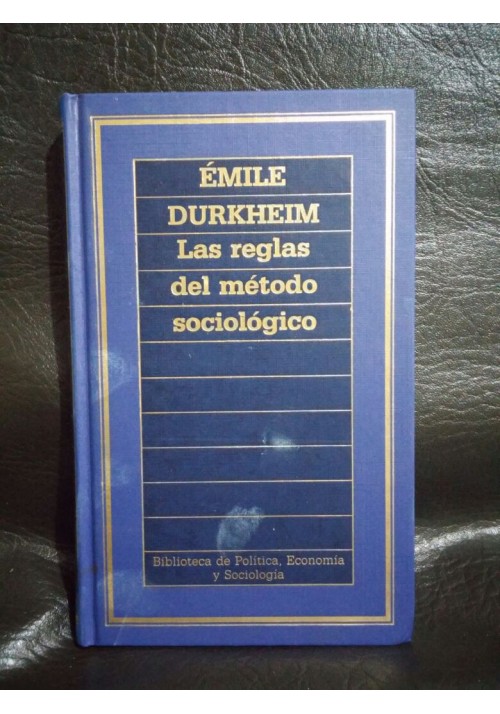 ÉMILE
DURKHEIM
Las reglas
del método
sociológico
Biblioteca de Política, Economía
y Sociología